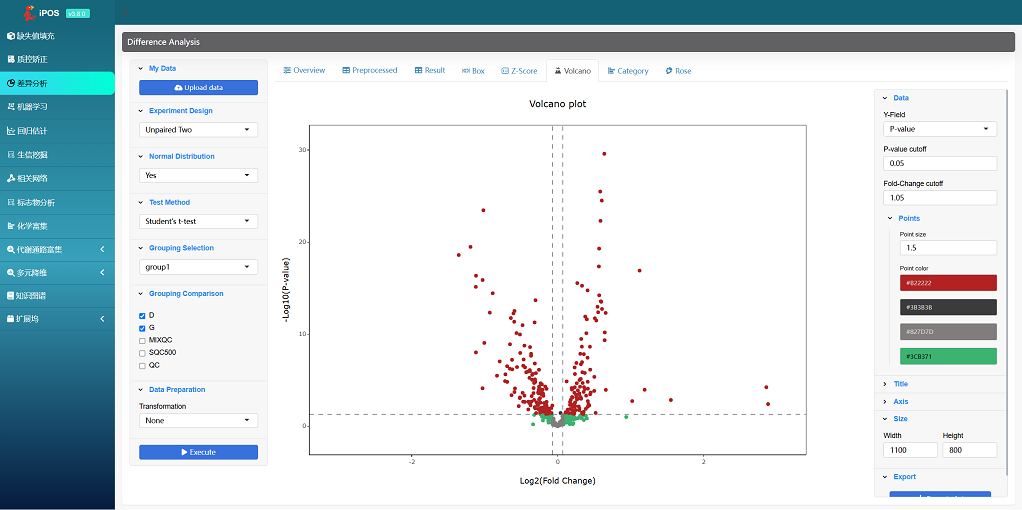 iPOS v3.8.0
缺失值填充
质控矫正
差异分析
机器学习
回归估计
生信挖掘
相关网络
标志物分析
化学富集
代谢通路富集
多元降维
知识图谱
扩展坞
Difference Analysis
My Data
Upload data
Experiment Design
Unpaired Two
Normal Distribution
Yes
Test Method
Student's t-test
Grouping Selection
group1
Grouping Comparison
D
G
MIXQC
SQC500
QC
Data Preparation
Transformation
None
Execute
Overview Preprocessed Result Box Z-Score Volcano Category Rose
Volcano plot
-Log10(P-value)
30
20
10
0
-2 0 2
Log2(Fold Change)
Data
Y-Field
P-value
P-value cutoff
0.05
Fold-Change cutoff
1.05
Points
Point size
1.5
Point color
#B22222
#3B3B3B
#827D7D
#3CB371
Title
Axis
Size
Width Height
1100 800
Export